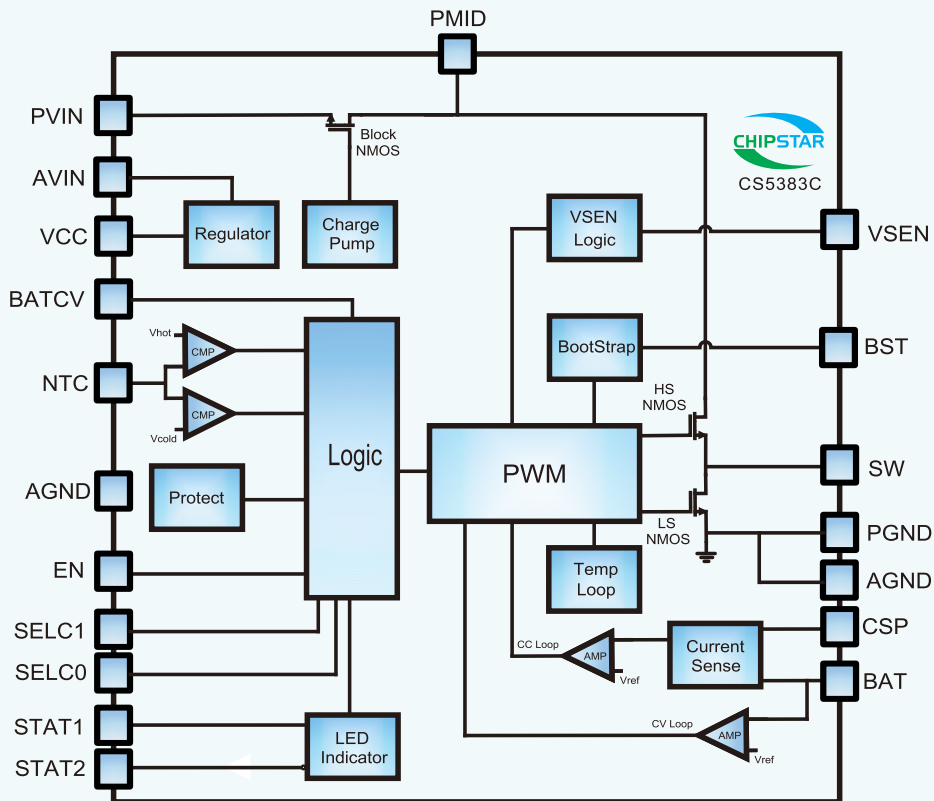 PMID
PVIN
Block
NMOS
CHIPSTAR
CS5383C
AVIN
VCC
Regulator
Charge
Pump
VSEN
Logic
VSEN
BATCV
Vhot
CMP
NTC
CMP
Vcold
BootStrap
BST
HS
NMOS
Logic
PWM
SW
AGND
Protect
LS
NMOS
PGND
EN
Temp
Loop
AGND
SELC1
CSP
CC Loop
AMP
Vref
Current
Sense
SELC0
BAT
STAT1
LED
Indicator
CV Loop
AMP
Vref
STAT2